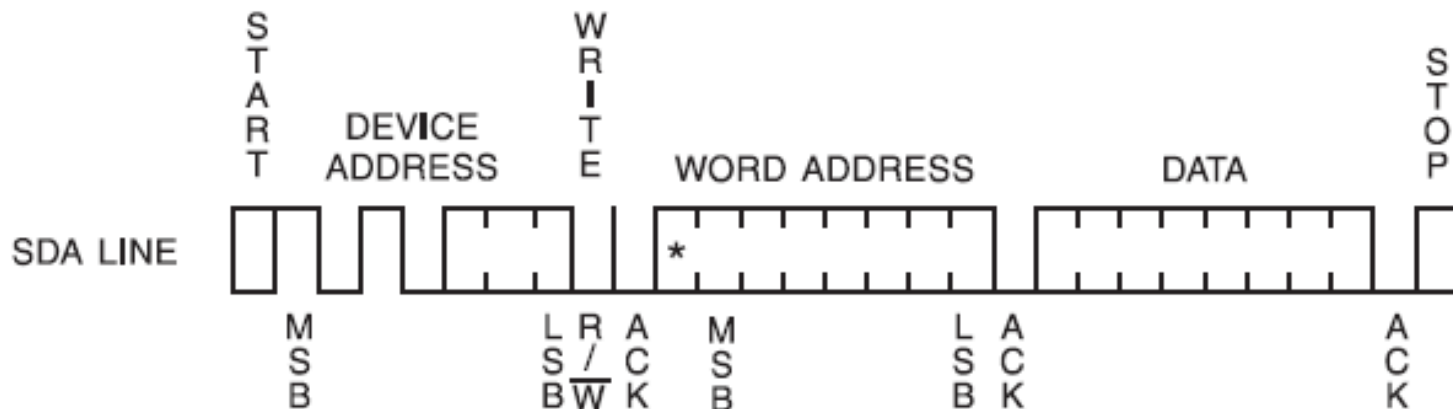 START
WRITE
STOP
DEVICE
ADDRESS
WORD ADDRESS
DATA
SDA LINE
*
MSB
LSB
R/W
ACK
MSB
LSB
ACK
ACK